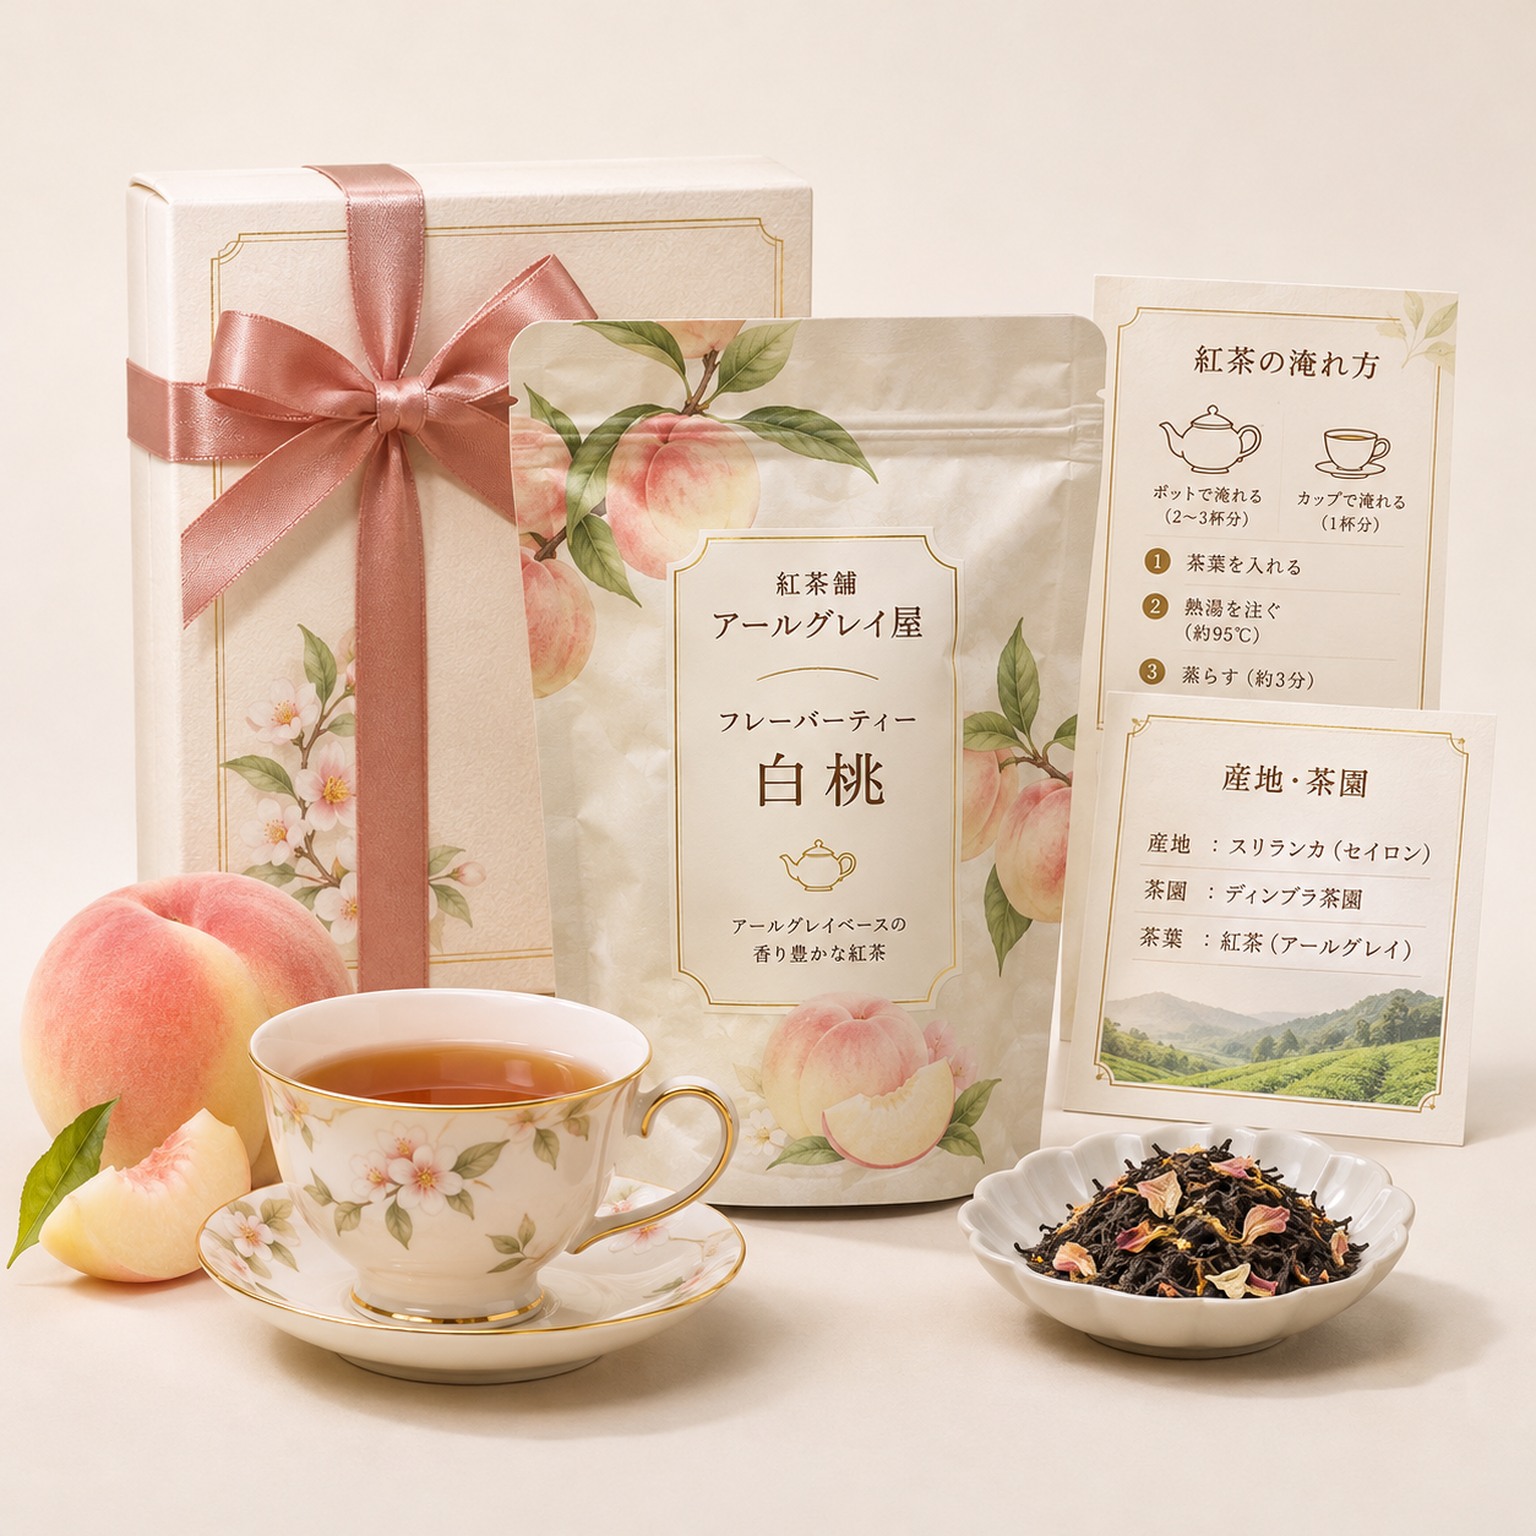 紅茶舗
アールグレイ屋
フレーバーティー
白桃
アールグレイベースの
香り豊かな紅茶
紅茶の淹れ方
ポットで淹れる
（2～3杯分）
カップで淹れる
（1杯分）
1 茶葉を入れる
2 熱湯を注ぐ
（約95℃）
3 蒸らす（約3分）
産地・茶園
産地 ： スリランカ（セイロン）
茶園 ： ディンブラ茶園
茶葉 ： 紅茶（アールグレイ）